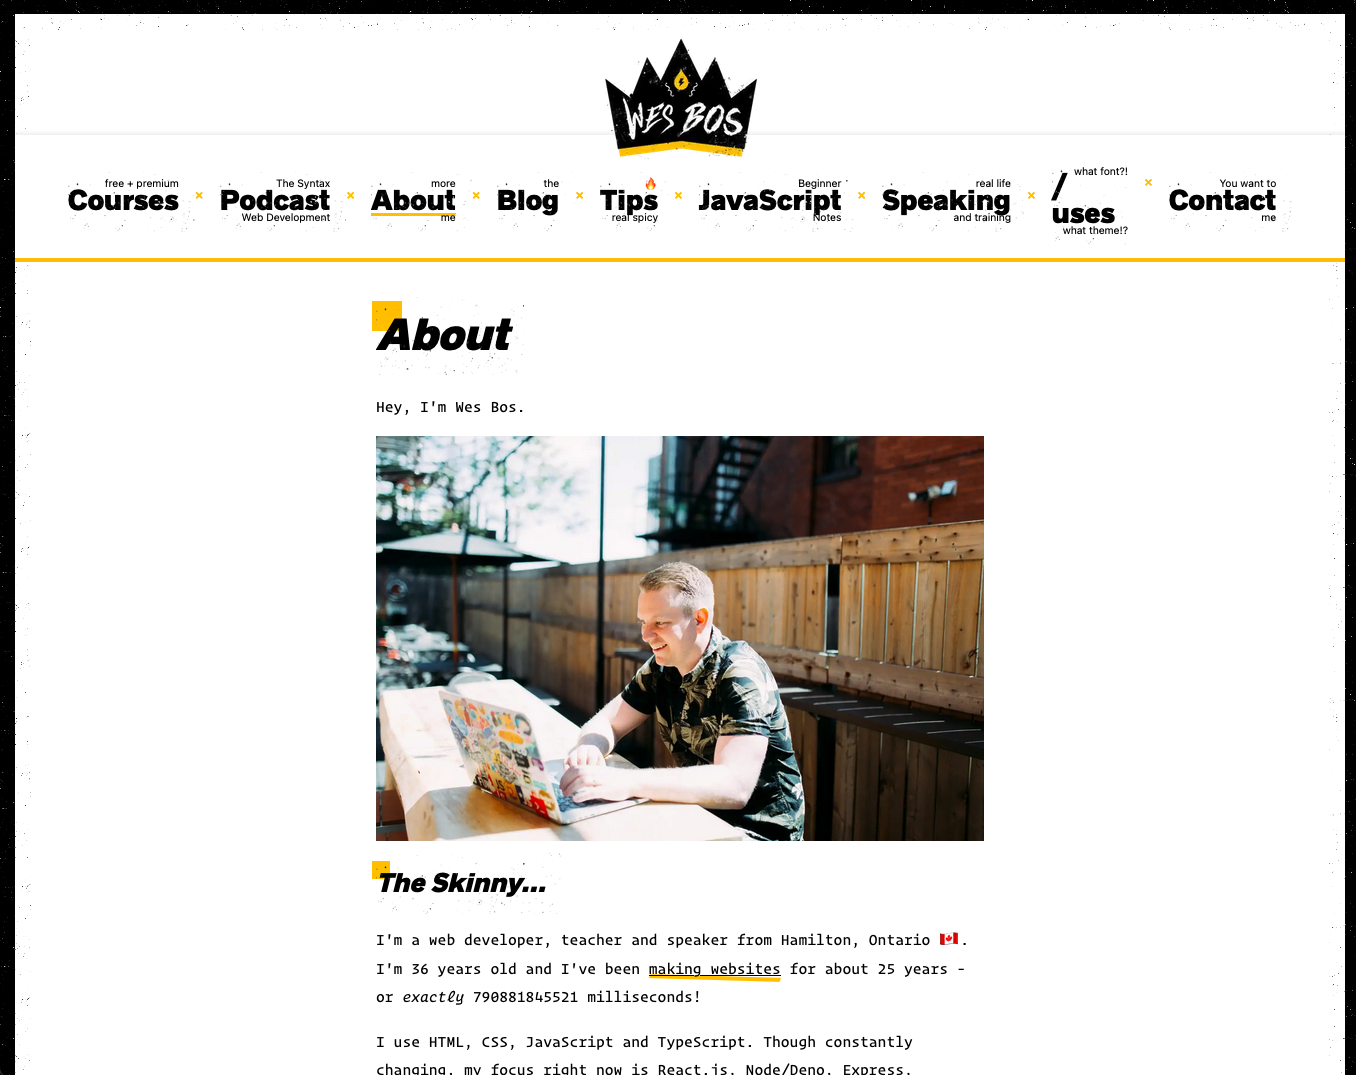 WES BOS
free + premium
Courses
The Syntax
Podcast
Web Development
more
About
me
the
Blog
Tips
real spicy
Beginner
JavaScript
Notes
real life
Speaking
and training
what font?!
/
uses
what theme!?
You want to
Contact
me
About
Hey, I'm Wes Bos.
The Skinny...
I'm a web developer, teacher and speaker from Hamilton, Ontario 🇨🇦.
I'm 36 years old and I've been making websites for about 25 years -
or exactly 790881845521 milliseconds!
I use HTML, CSS, JavaScript and TypeScript. Though constantly
changing, my focus right now is React.js, Node/Deno, Express,